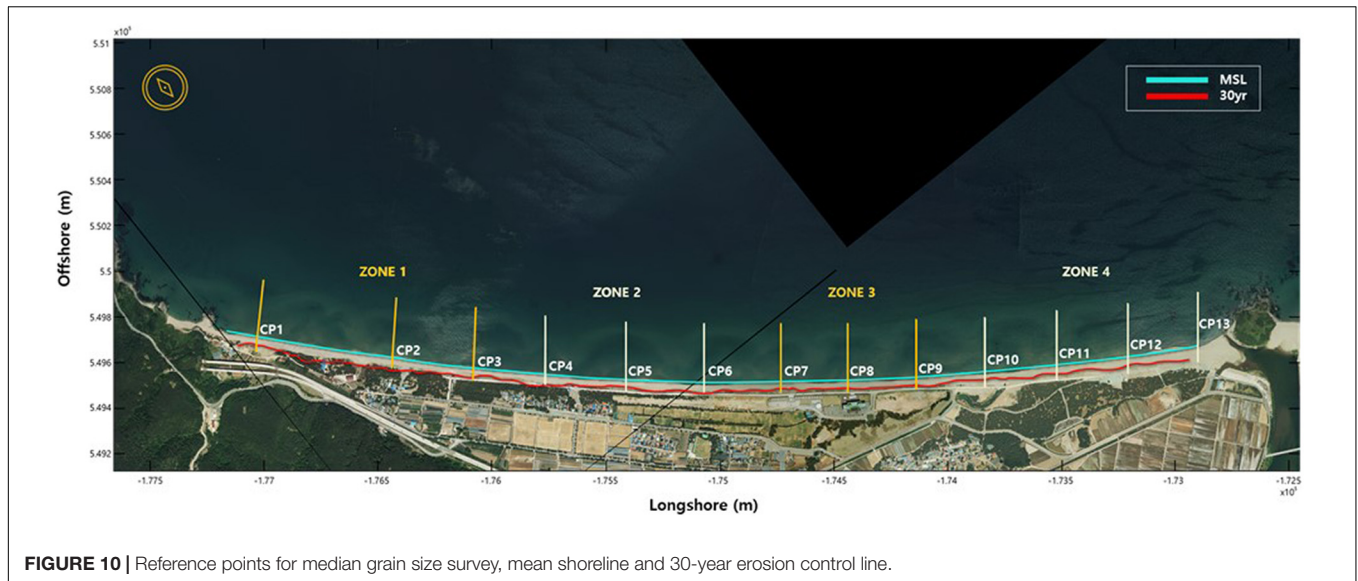 x10⁵
5.51
5.508
5.506
5.504
5.502
5.5
5.498
5.496
5.494
5.492
Offshore (m)
MSL
30yr
ZONE 1
ZONE 2
ZONE 3
ZONE 4
CP1
CP2
CP3
CP4
CP5
CP6
CP7
CP8
CP9
CP10
CP11
CP12
CP13
-1.775 -1.77 -1.765 -1.76 -1.755 -1.75 -1.745 -1.74 -1.735 -1.73 -1.725
x10⁵
Longshore (m)
FIGURE 10 | Reference points for median grain size survey, mean shoreline and 30-year erosion control line.